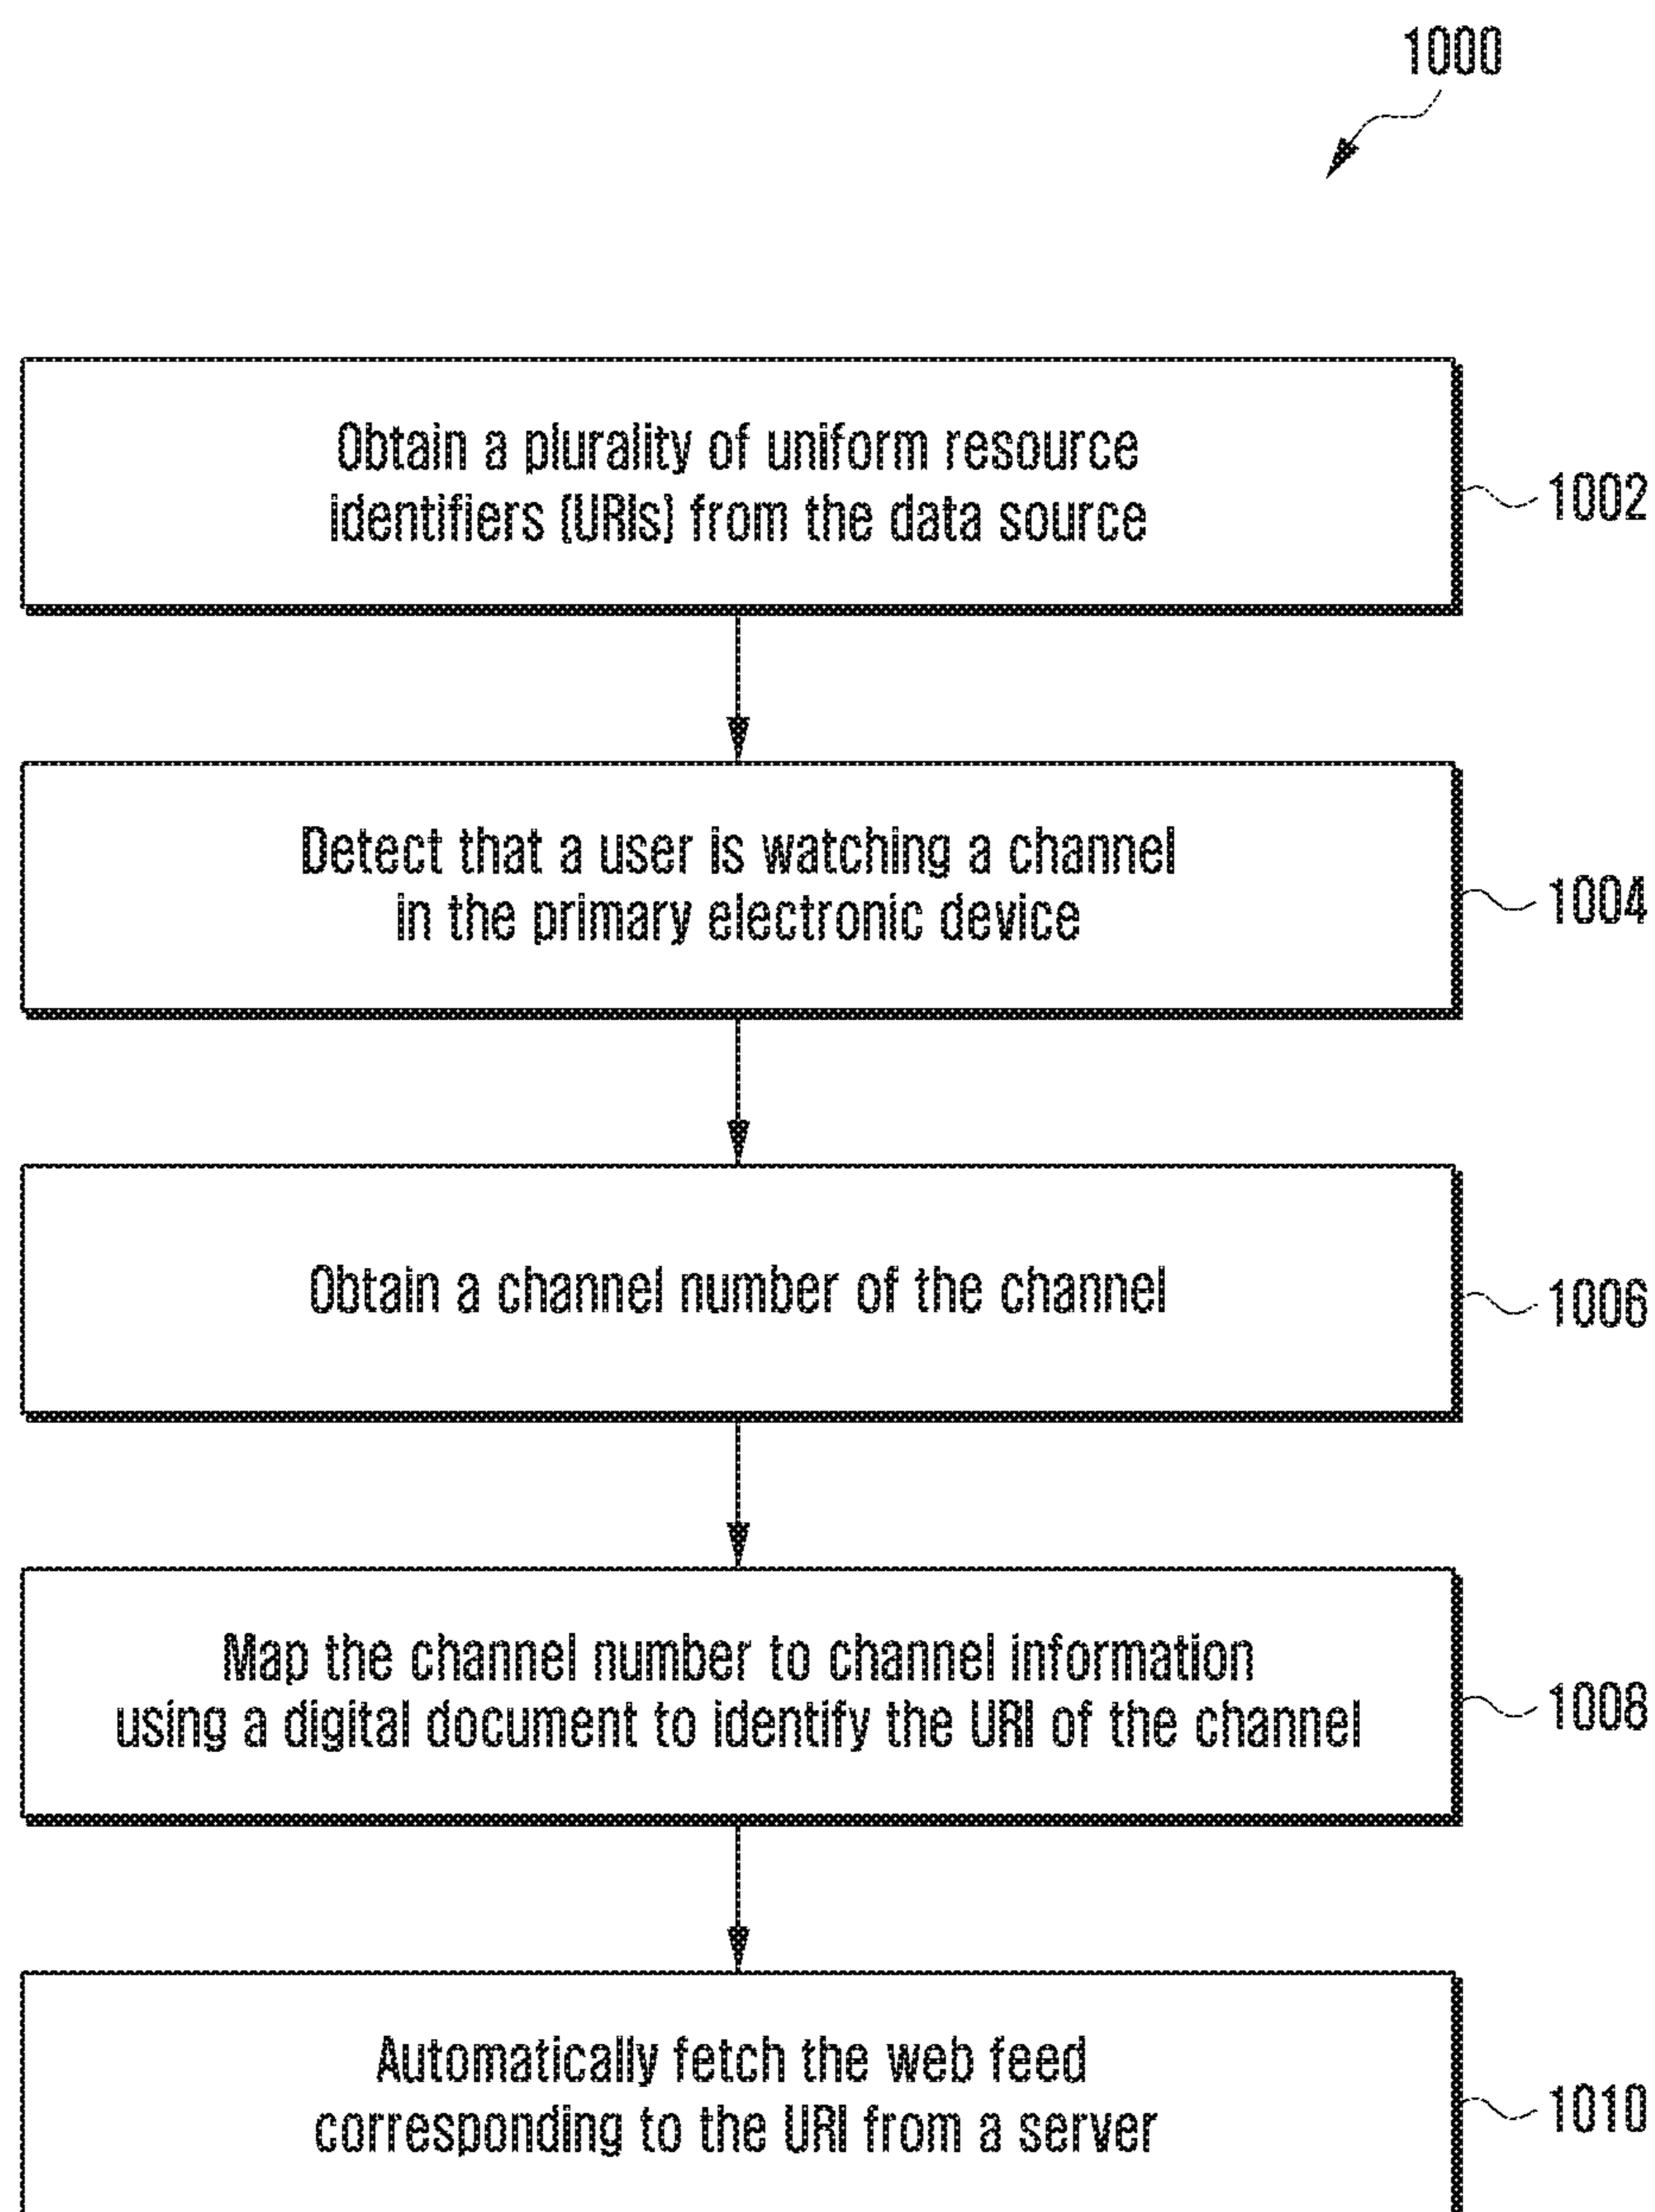 1000
Obtain a plurality of uniform resource
identifiers (URIs) from the data source
1002
Detect that a user is watching a channel
in the primary electronic device
1004
Obtain a channel number of the channel
1006
Map the channel number to channel information
using a digital document to identify the URI of the channel
1008
Automatically fetch the web feed
corresponding to the URI from a server
1010